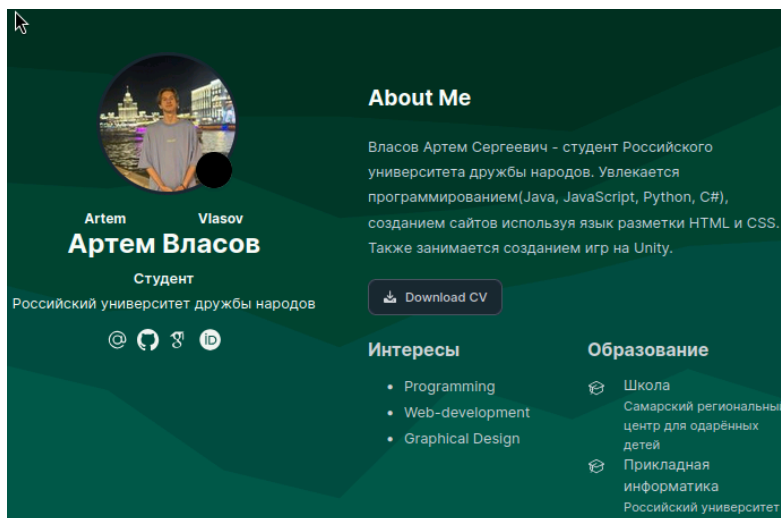 Artem Vlasov
Артем Власов
Студент
Российский университет дружбы народов
About Me
Власов Артем Сергеевич - студент Российского
университета дружбы народов. Увлекается
программированием(Java, JavaScript, Python, C#),
созданием сайтов используя язык разметки HTML и CSS.
Также занимается созданием игр на Unity.
Download CV
Интересы
Programming
Web-development
Graphical Design
Образование
Школа
Самарский региональный
центр для одарённых
детей
Прикладная
информатика
Российский университет